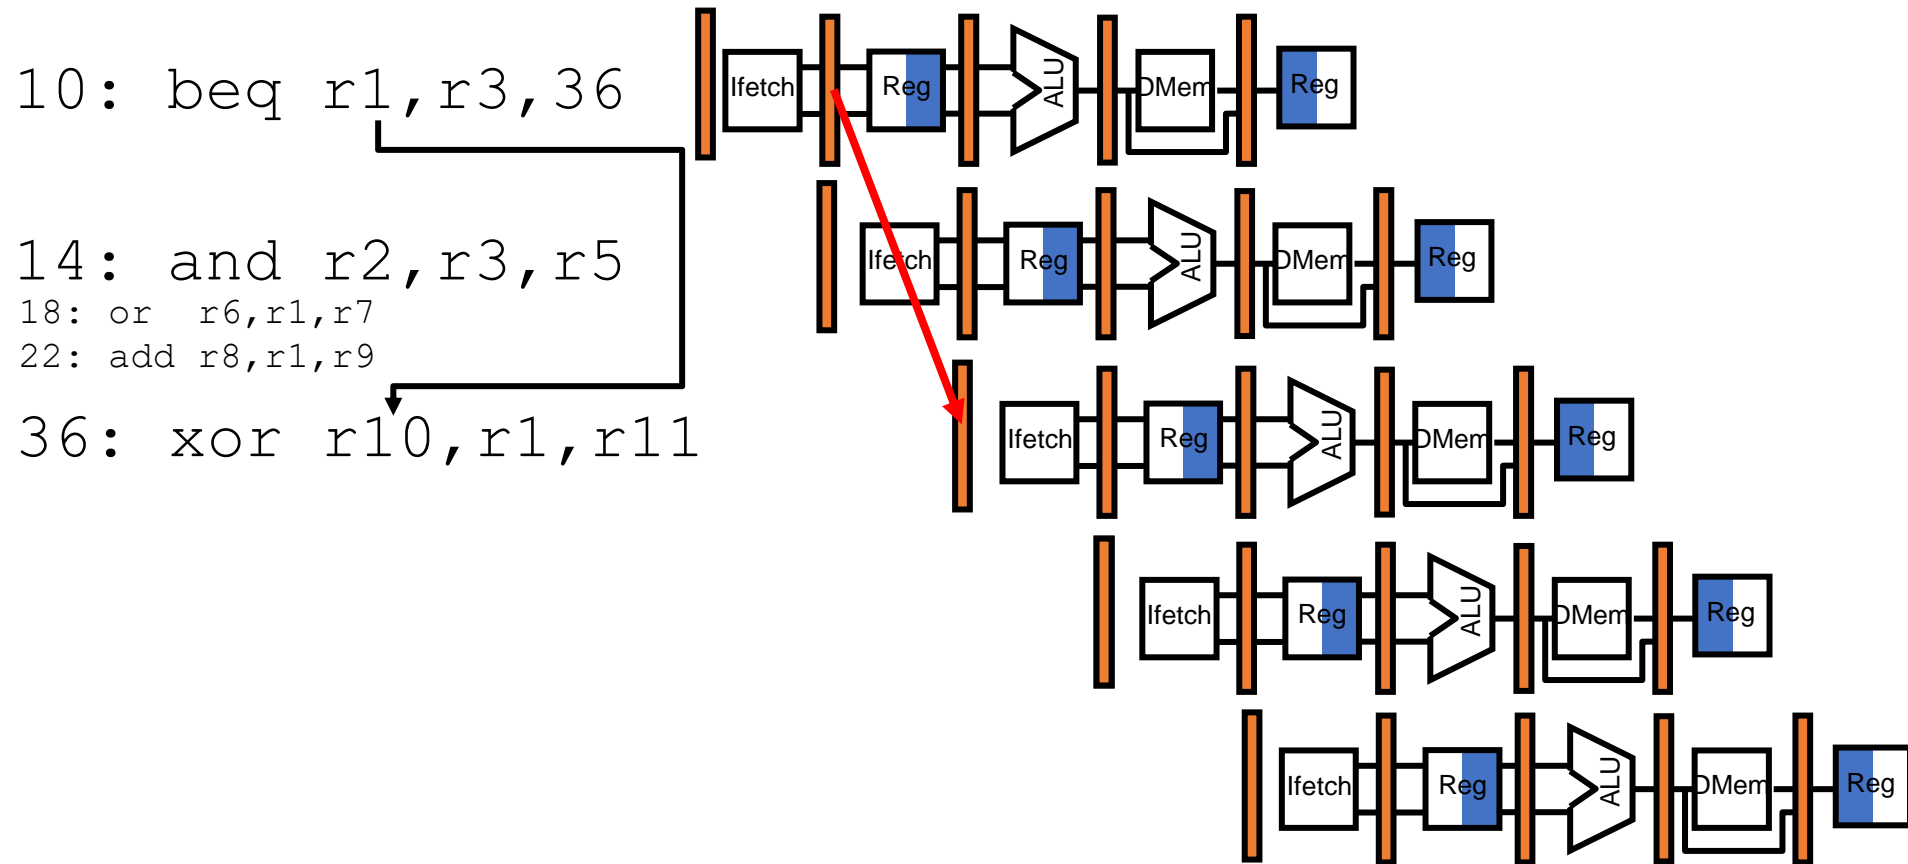 10: beq r1,r3,36
Ifetch Reg ALU DMem Reg
14: and r2,r3,r5
Ifetch Reg ALU DMem Reg
18: or  r6,r1,r7
22: add r8,r1,r9
36: xor r10,r1,r11
Ifetch Reg ALU DMem Reg
Ifetch Reg ALU DMem Reg
Ifetch Reg ALU DMem Reg